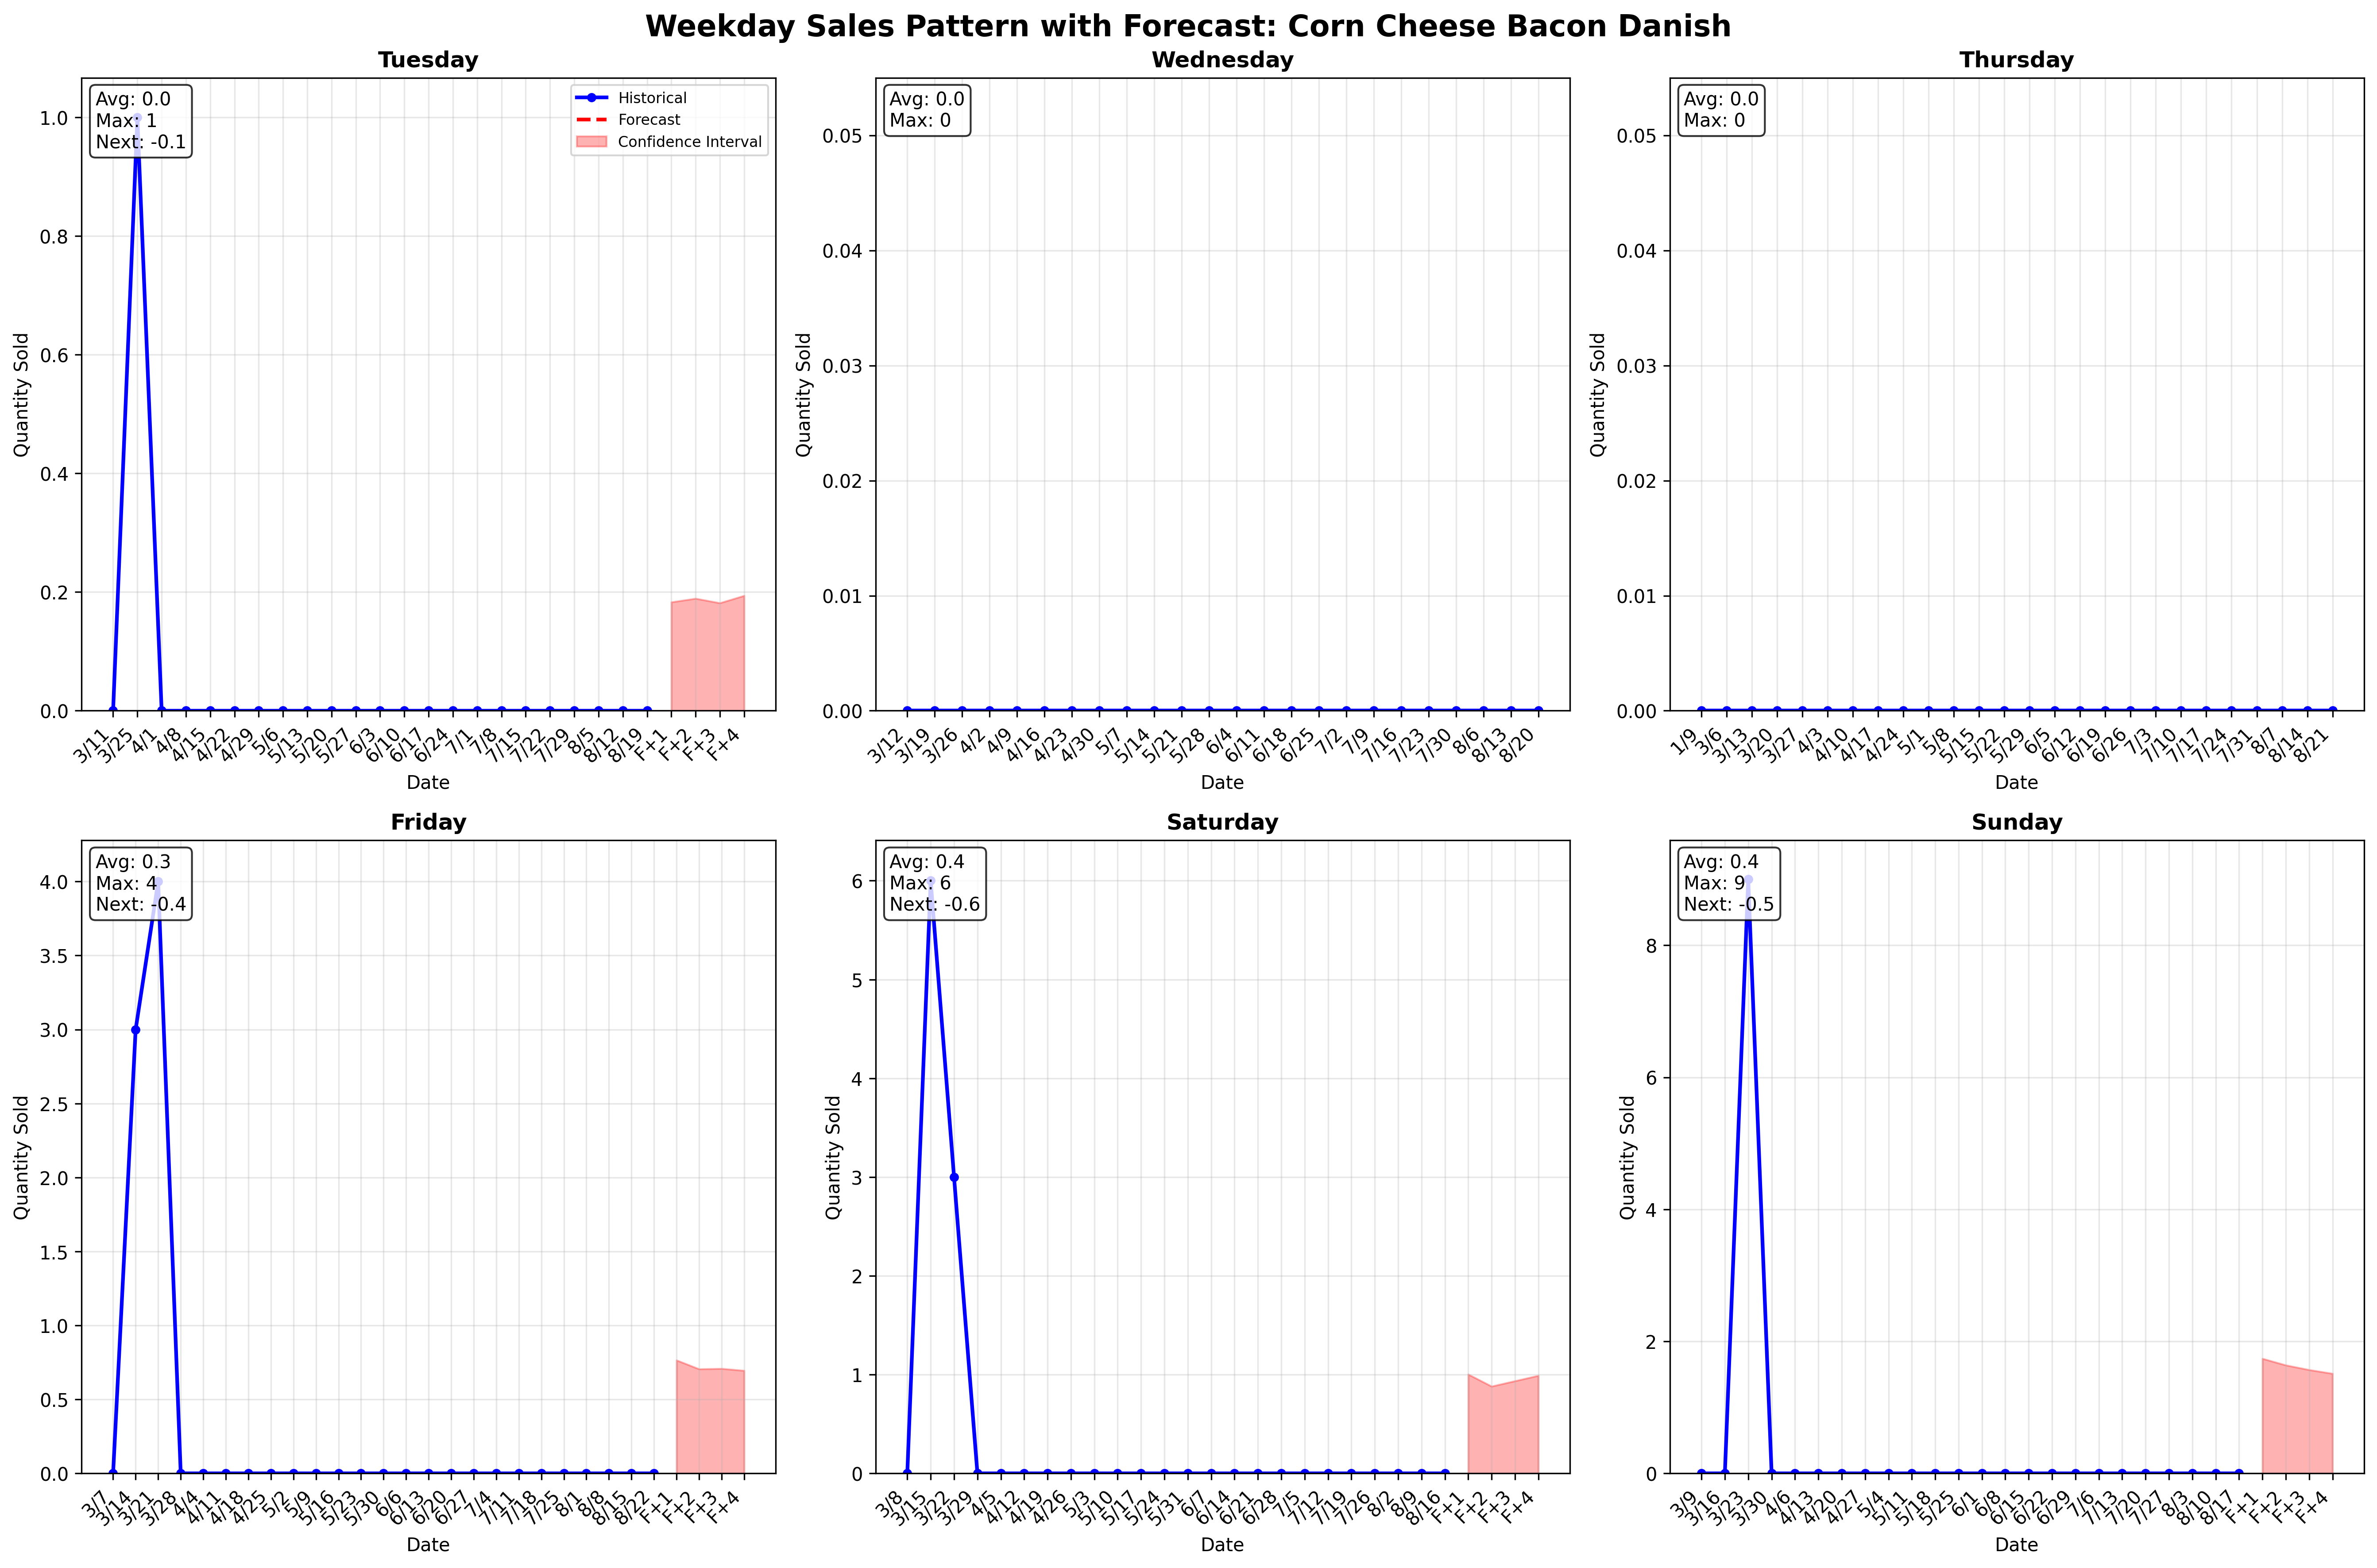 Weekday Sales Pattern with Forecast: Corn Cheese Bacon Danish
Tuesday
Avg: 0.0
Max: 1
Next: -0.1
Historical
Forecast
Confidence Interval
1.0
0.8
0.6
0.4
0.2
0.0
Quantity Sold
3/11 3/25 4/1 4/8 4/15 4/22 4/29 5/6 5/13 5/20 5/27 6/3 6/10 6/17 6/24 7/1 7/8 7/15 7/22 7/29 8/5 8/12 8/19 F+1 F+2 F+3 F+4
Date
Wednesday
Avg: 0.0
Max: 0
0.05
0.04
0.03
0.02
0.01
0.00
Quantity Sold
3/12 3/19 3/26 4/2 4/9 4/16 4/23 4/30 5/7 5/14 5/21 5/28 6/4 6/11 6/18 6/25 7/2 7/9 7/16 7/23 7/30 8/6 8/13 8/20
Date
Thursday
Avg: 0.0
Max: 0
0.05
0.04
0.03
0.02
0.01
0.00
Quantity Sold
1/9 3/6 3/13 3/20 3/27 4/3 4/10 4/17 4/24 5/1 5/8 5/15 5/22 5/29 6/5 6/12 6/19 6/26 7/3 7/10 7/17 7/24 7/31 8/7 8/14 8/21
Date
Friday
Avg: 0.3
Max: 4
Next: -0.4
4.0
3.5
3.0
2.5
2.0
1.5
1.0
0.5
0.0
Quantity Sold
3/7 3/14 3/21 3/28 4/4 4/11 4/18 4/25 5/2 5/9 5/16 5/23 5/30 6/6 6/13 6/20 6/27 7/4 7/11 7/18 7/25 8/1 8/8 8/15 8/22 F+1 F+2 F+3 F+4
Date
Saturday
Avg: 0.4
Max: 6
Next: -0.6
6
5
4
3
2
1
0
Quantity Sold
3/8 3/15 3/22 3/29 4/5 4/12 4/19 4/26 5/3 5/10 5/17 5/24 5/31 6/7 6/14 6/21 6/28 7/5 7/12 7/19 7/26 8/2 8/9 8/16 F+1 F+2 F+3 F+4
Date
Sunday
Avg: 0.4
Max: 9
Next: -0.5
8
6
4
2
0
Quantity Sold
3/9 3/16 3/23 3/30 4/6 4/13 4/20 4/27 5/4 5/11 5/18 5/25 6/1 6/8 6/15 6/22 6/29 7/6 7/13 7/20 7/27 8/3 8/10 8/17 F+1 F+2 F+3 F+4
Date